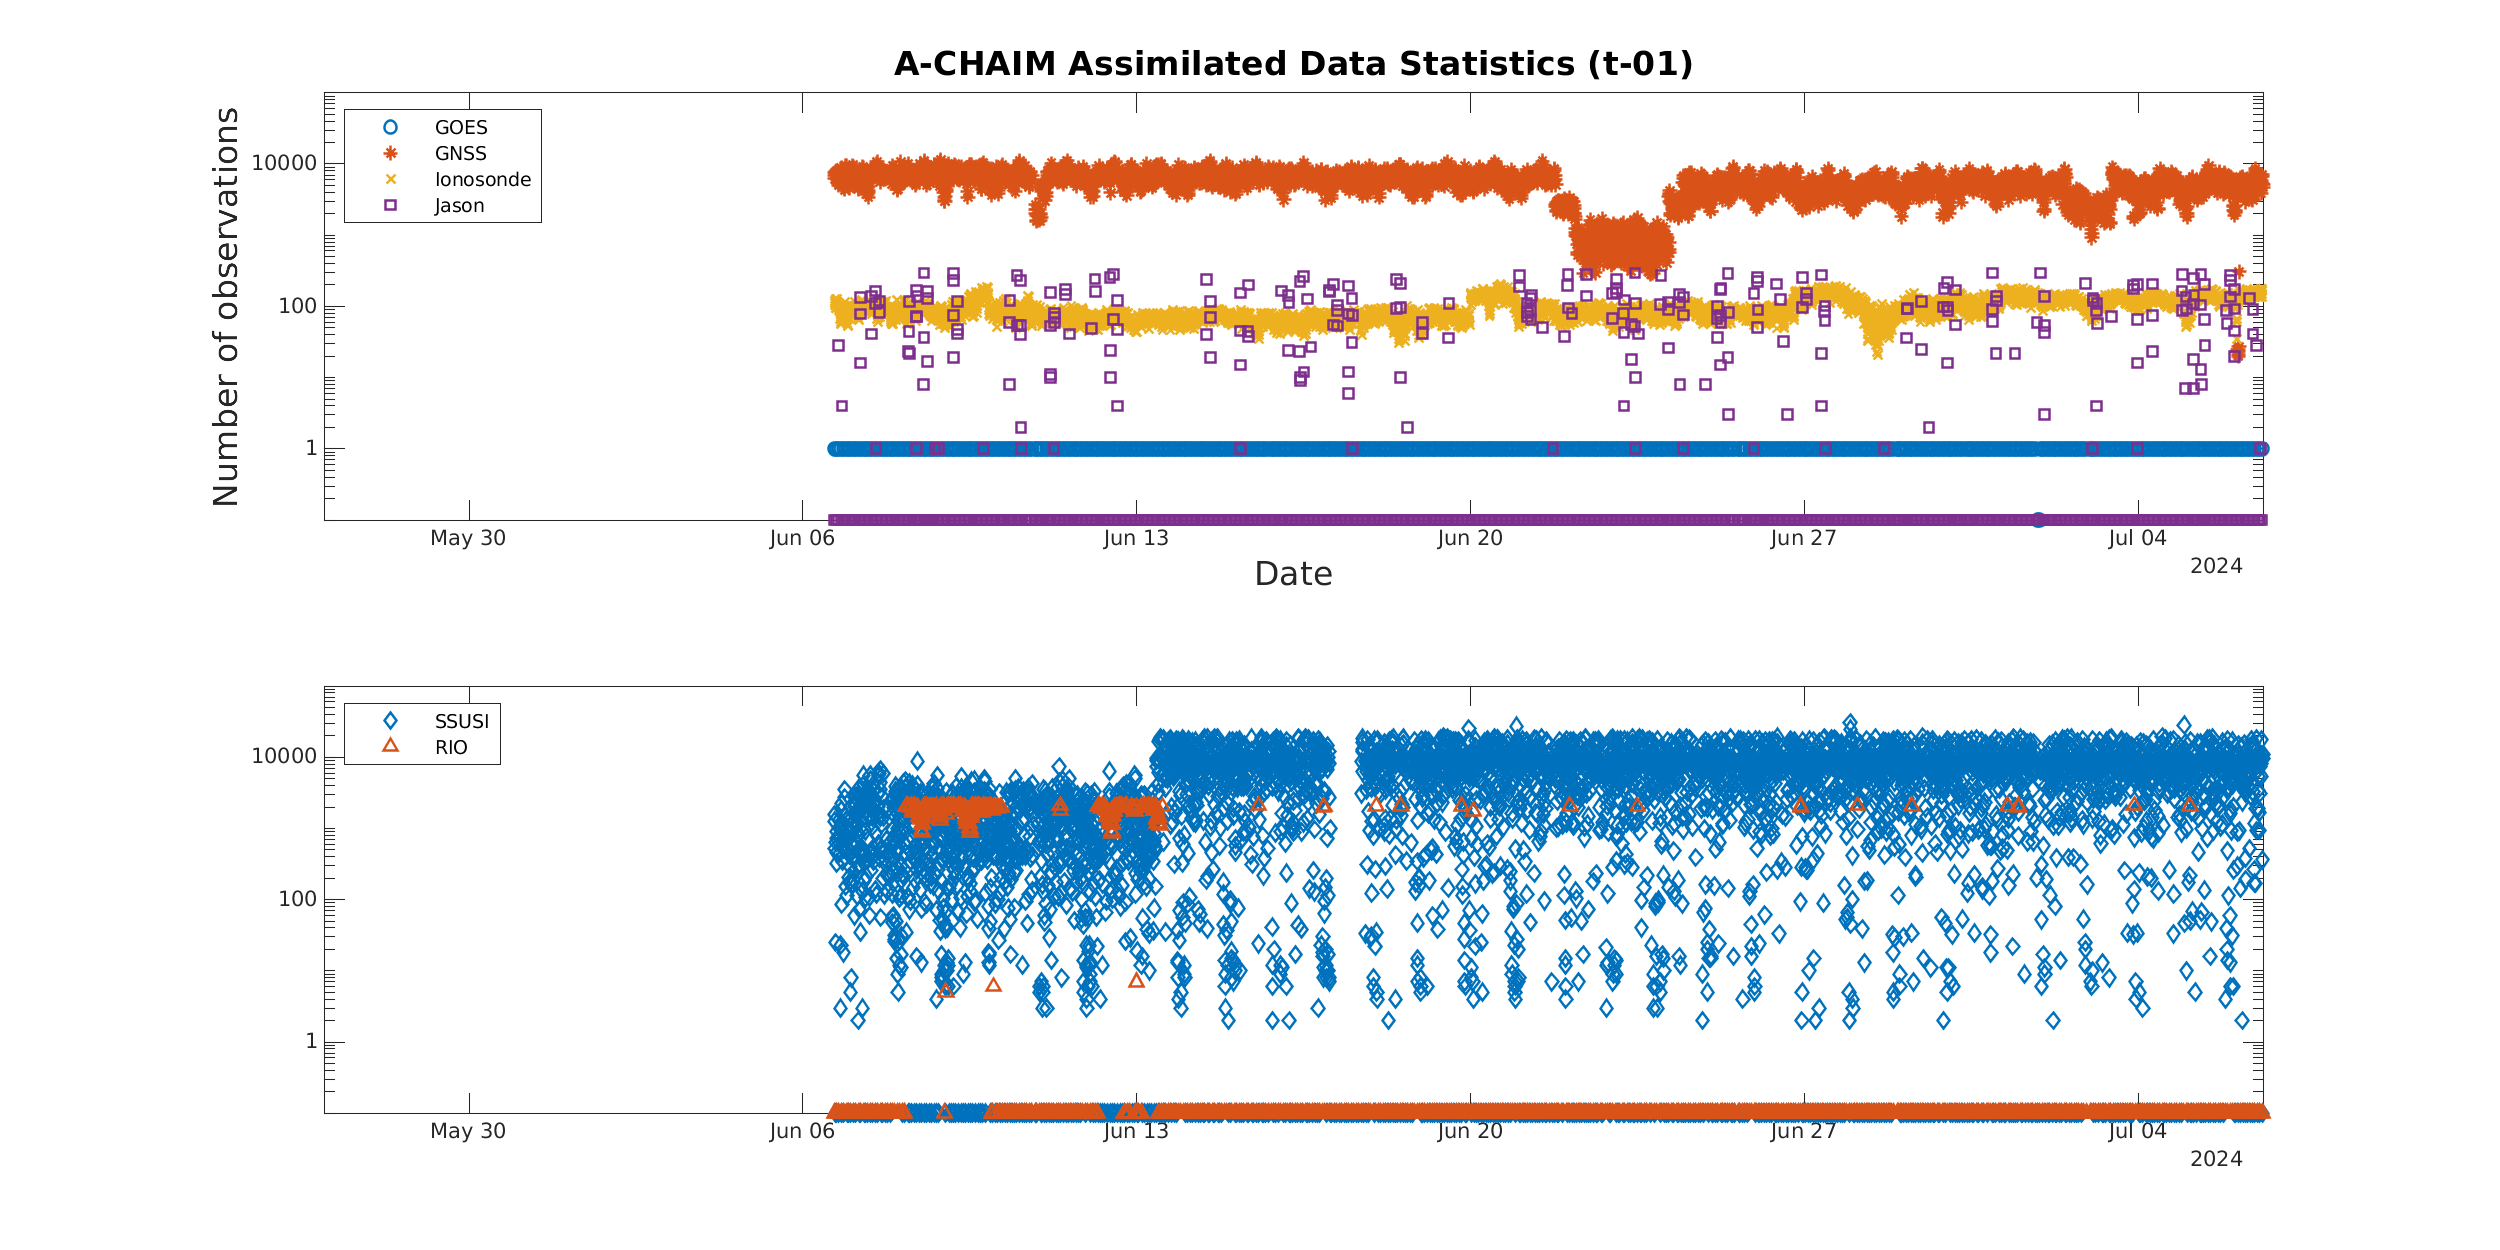 A-CHAIM Assimilated Data Statistics (t-01)
Number of observations
10000
100
1
GOES
GNSS
Ionosonde
Jason
May 30
Jun 06
Jun 13
Jun 20
Jun 27
Jul 04
2024
Date
10000
100
1
SSUSI
RIO
May 30
Jun 06
Jun 13
Jun 20
Jun 27
Jul 04
2024